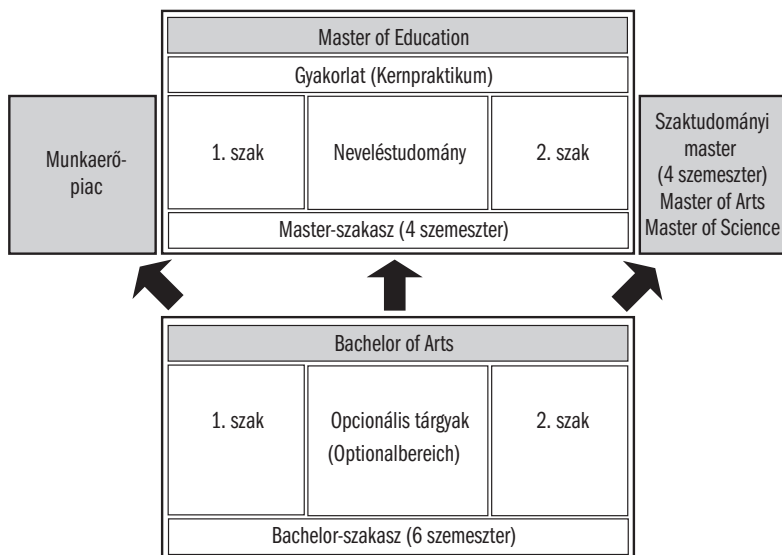 Master of Education
Gyakorlat (Kernpraktikum)
Munkaerő-
piac
1. szak
Neveléstudomány
2. szak
Szaktudományi
master
(4 szemeszter)
Master of Arts
Master of Science
Master-szakasz (4 szemeszter)
Bachelor of Arts
1. szak
Opcionális tárgyak
(Optionalbereich)
2. szak
Bachelor-szakasz (6 szemeszter)